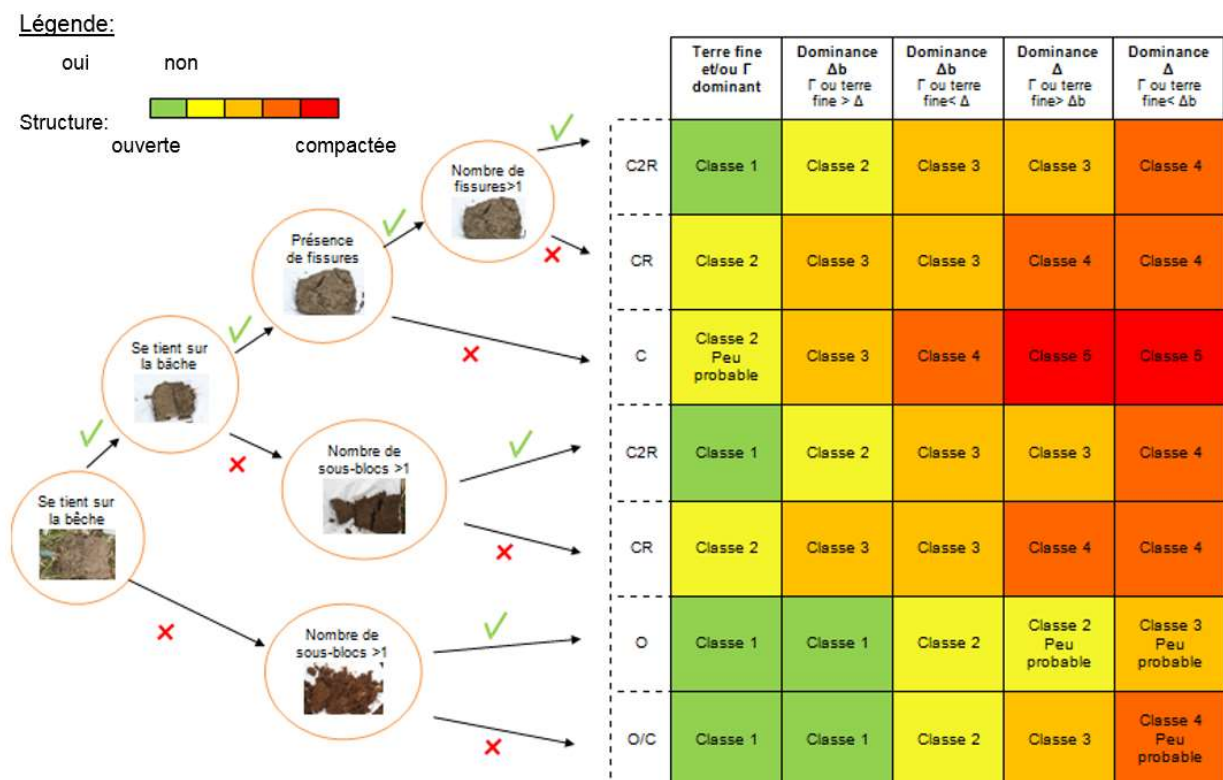 Légende:
oui non
Structure:
ouverte compactée
Nombre de
fissures>1
Présence
de fissures
Se tient sur
la bâche
Nombre de
sous-blocs >1
Se tient sur
la bêche
Nombre de
sous-blocs >1
Terre fine
et/ou Γ
dominant
Dominance
Δb
Γ ou terre
fine > Δ
Dominance
Δb
Γ ou terre
fine< Δ
Dominance
Δ
Γ ou terre
fine> Δb
Dominance
Δ
Γ ou terre
fine< Δb
C2R Classe 1 Classe 2 Classe 3 Classe 3 Classe 4
CR Classe 2 Classe 3 Classe 3 Classe 4 Classe 4
C Classe 2
Peu
probable
Classe 3 Classe 4 Classe 5 Classe 5
C2R Classe 1 Classe 2 Classe 3 Classe 3 Classe 4
CR Classe 2 Classe 3 Classe 3 Classe 4 Classe 4
O Classe 1 Classe 1 Classe 2 Classe 2
Peu
probable
Classe 3
Peu
probable
O/C Classe 1 Classe 1 Classe 2 Classe 3 Classe 4
Peu
probable